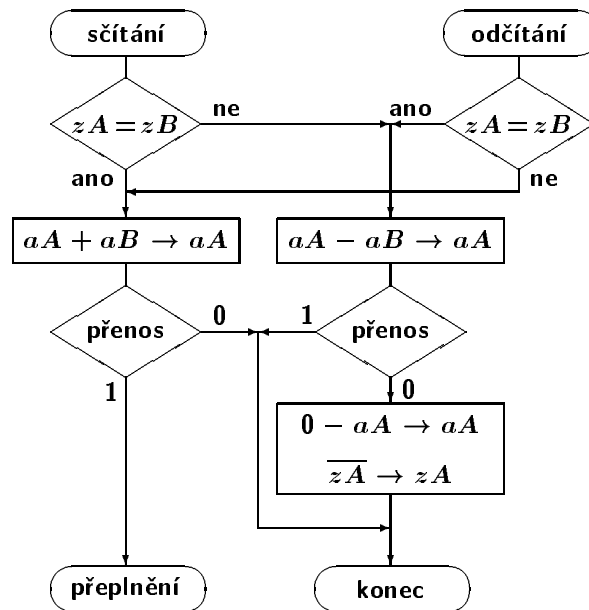 sčítání
odčítání
zA = zB
ne
ano
zA = zB
ano
ne
aA + aB → aA
aA − aB → aA
přenos
0
1
přenos
1
0
0 − aA → aA
z̅A̅ → zA
přeplnění
konec